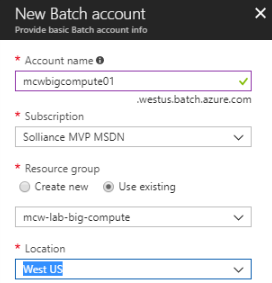 New Batch account
Provide basic Batch account info
* Account name
mcwbigcompute01
.westus.batch.azure.com
* Subscription
Solliance MVP MSDN
* Resource group
Create new Use existing
mcw-lab-big-compute
* Location
West US